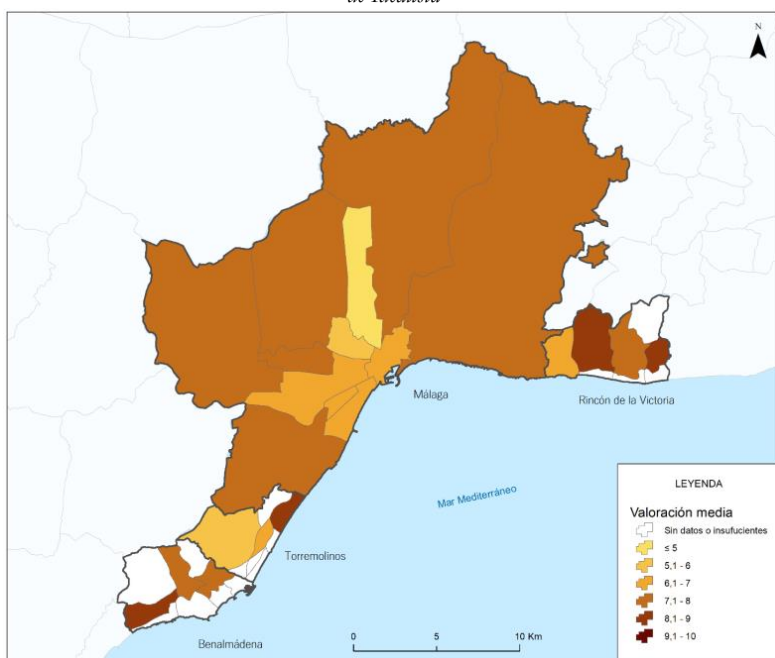 N
Málaga
Rincón de la Victoria
Mar Mediterráneo
Torremolinos
Benalmádena
0 5 10 Km
LEYENDA
Valoración media
Sin datos o insufucientes
≤ 5
5,1 - 6
6,1 - 7
7,1 - 8
8,1 - 9
9,1 - 10